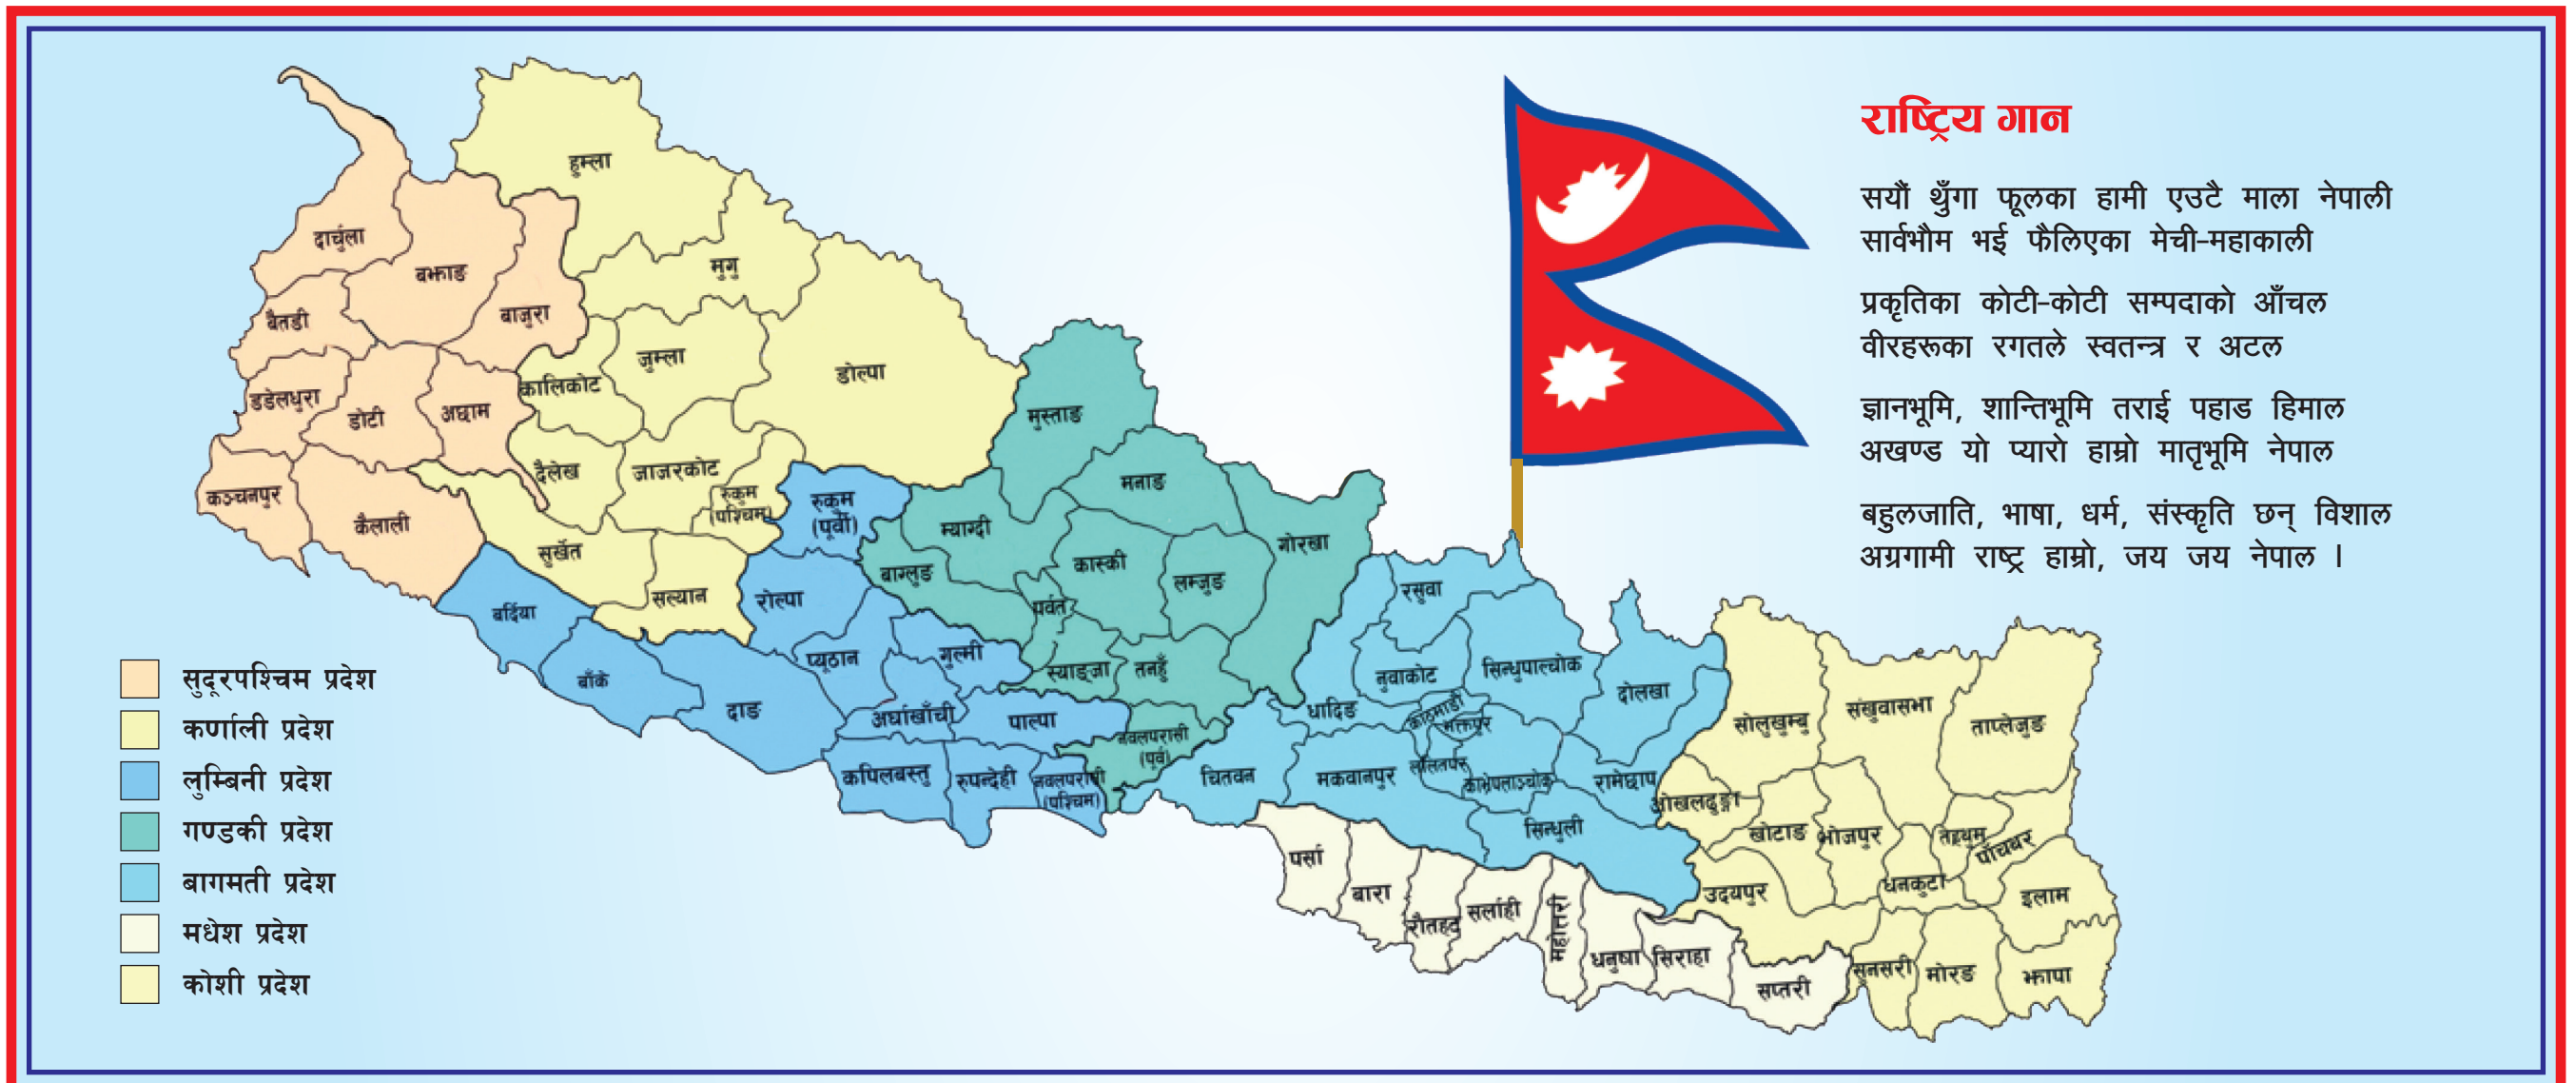 राष्ट्रिय गान
सयौं थुँगा फूलका हामी एउटै माला नेपाली
सार्वभौम भई फैलिएका मेची-महाकाली
प्रकृतिका कोटी-कोटी सम्पदाको आँचल
वीरहरूका रगतले स्वतन्त्र र अटल
ज्ञानभूमि, शान्तिभूमि तराई पहाड हिमाल
अखण्ड यो प्यारो हाम्रो मातृभूमि नेपाल
बहुलजाति, भाषा, धर्म, संस्कृति छन् विशाल
अग्रगामी राष्ट्र हाम्रो, जय जय नेपाल ।
हुम्ला
दार्चुला
बझाङ
मुगु
बाजुरा
बैतडी
जुम्ला
डोल्पा
कालिकोट
डडेलधुरा
डोटी
अछाम
मुस्ताङ
दैलेख
जाजरकोट
कञ्चनपुर
कैलाली
रुकुम
(पश्चिम)
रुकुम
(पूर्वी)
मनाङ
म्याग्दी
गोरखा
सुर्खेत
कास्की
बाग्लुङ
लम्जुङ
सल्यान
रोल्पा
पर्वत
रसुवा
बर्दिया
प्यूठान
गुल्मी
स्याङ्जा
तनहुँ
नुवाकोट
सिन्धुपाल्चोक
दोलखा
बाँके
दाङ
अर्घाखाँची
पाल्पा
धादिङ
काठमाडौं
भक्तपुर
सोलुखुम्बु
संखुवासभा
ताप्लेजुङ
नवलपरासी
(पूर्व)
कपिलबस्तु
रुपन्देही
नवलपरासी
(पश्चिम)
चितवन
मकवानपुर
ललितपुर
काभ्रेपलाञ्चोक
रामेछाप
ओखलढुङ्गा
सिन्धुली
खोटाङ
भोजपुर
तेह्रथुम
पाँचथर
पर्सा
बारा
रौतहट
सर्लाही
महोत्तरी
उदयपुर
धनकुटा
इलाम
धनुषा
सिराहा
सप्तरी
सुनसरी
मोरङ
झापा
सुदूरपश्चिम प्रदेश
कर्णाली प्रदेश
लुम्बिनी प्रदेश
गण्डकी प्रदेश
बागमती प्रदेश
मधेश प्रदेश
कोशी प्रदेश